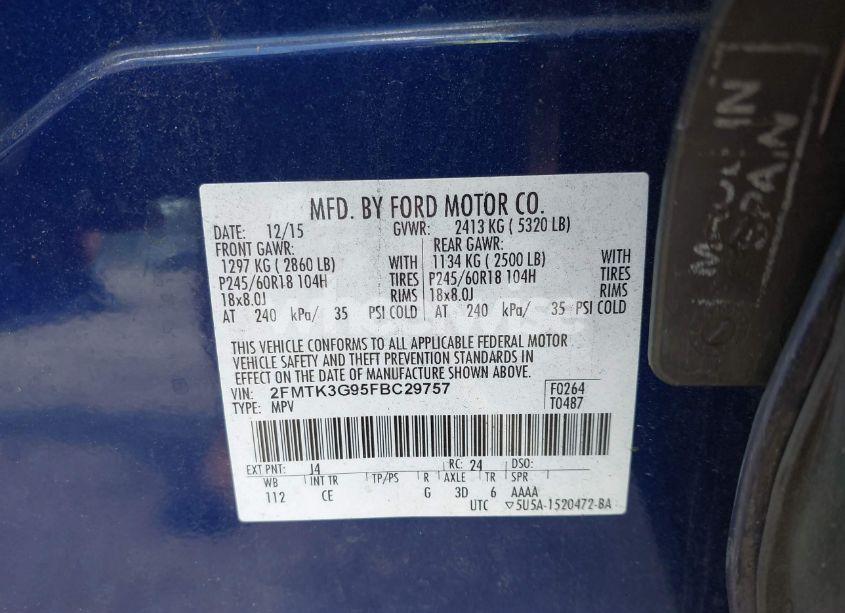 MADE IN
SPAIN
MFD. BY FORD MOTOR CO.
DATE: 12/15 GVWR: 2413 KG ( 5320 LB)
FRONT GAWR: REAR GAWR:
1297 KG ( 2860 LB) WITH 1134 KG ( 2500 LB) WITH
P245/60R18 104H TIRES P245/60R18 104H TIRES
18x8.0J RIMS 18x8.0J RIMS
AT 240 kPa/ 35 PSI COLD AT 240 kPa/ 35 PSI COLD
THIS VEHICLE CONFORMS TO ALL APPLICABLE FEDERAL MOTOR
VEHICLE SAFETY AND THEFT PREVENTION STANDARDS IN
EFFECT ON THE DATE OF MANUFACTURE SHOWN ABOVE.
VIN: 2FMTK3G95FBC29757 F0264
TYPE: MPV T0487
EXT PNT: J4 RC: 24 DSO:
WB INT TR TP/PS R AXLE TR SPR
112 CE G 3D 6 AAAA
UTC ▽5U5A-1520472-BA